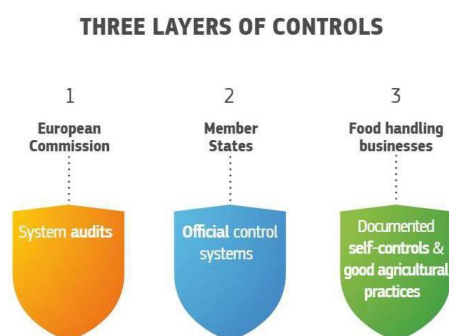 THREE LAYERS OF CONTROLS
1
European
Commission
System audits
2
Member
States
Official control
systems
3
Food handling
businesses
Documented
self-controls &
good agricultural
practices